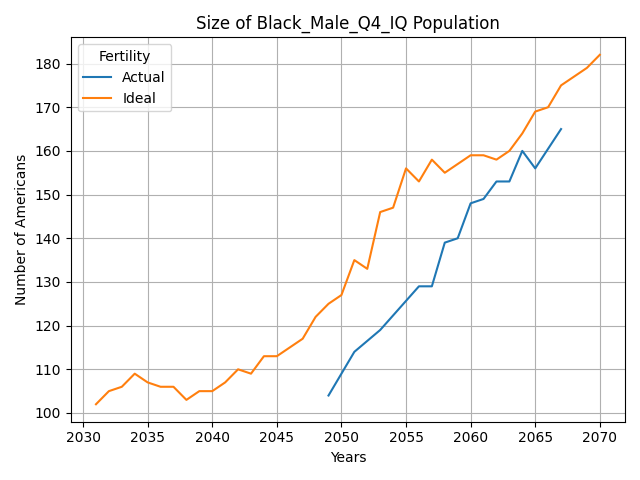 Size of Black_Male_Q4_IQ Population
Fertility
Actual
Ideal
Number of Americans
180
170
160
150
140
130
120
110
100
2030 2035 2040 2045 2050 2055 2060 2065 2070
Years